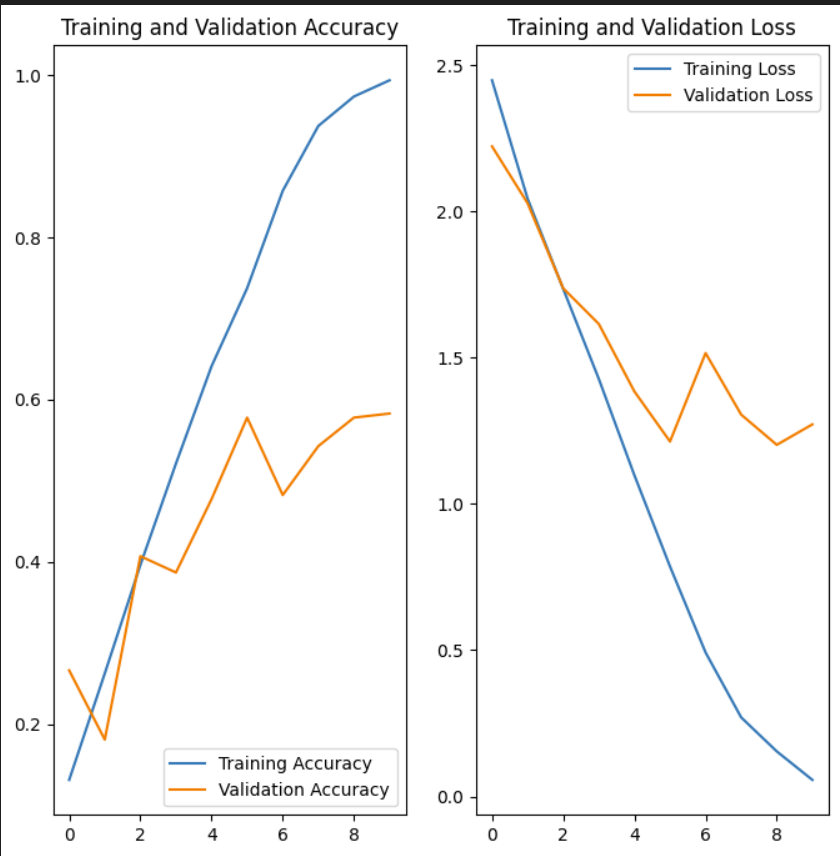 Training and Validation Accuracy
1.0
0.8
0.6
0.4
0.2
Training Accuracy
Validation Accuracy
0 2 4 6 8
Training and Validation Loss
Training Loss
Validation Loss
2.5
2.0
1.5
1.0
0.5
0.0
0 2 4 6 8